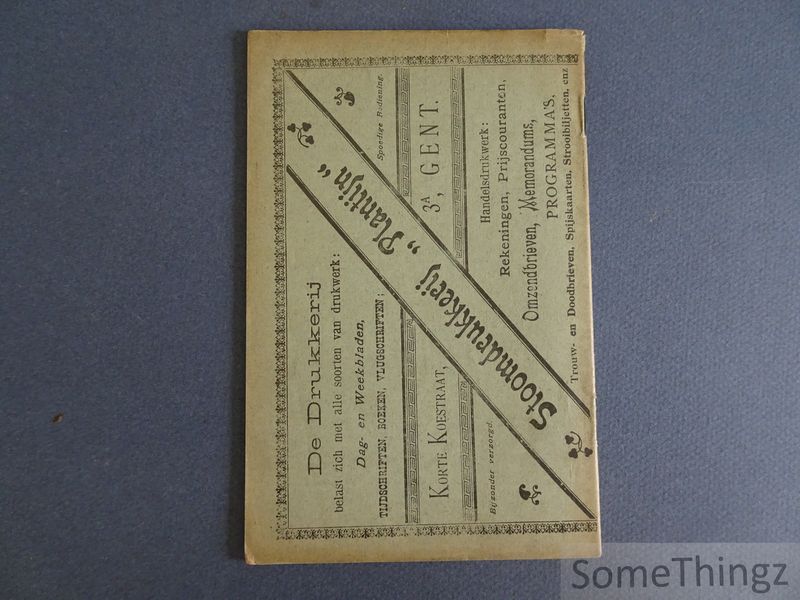 De Drukkerij
belast zich met alle soorten van drukwerk:
Dag- en Weekbladen,
TIJDSCHRIFTEN, BOEKEN, VLUGSCHRIFTEN;
Spoedige Bediening.
Stoomdrukkerij „Plantijn"
KORTE KOESTRAAT, 3A, GENT.
Bijzonder verzorgd.
Handelsdrukwerk:
Rekeningen, Prijscouranten,
Omzendbrieven, Memorandums,
PROGRAMMA'S.
Trouw- en Doodbrieven, Spijskaarten, Strooibiljetten, enz
SomeThingz